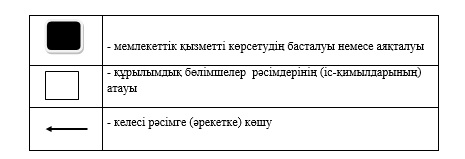 - мемлекеттік қызметті көрсетудің басталуы немесе аяқталуы
- құрылымдық бөлімшелер рәсімдерінің (іс-қимылдарының)
атауы
- келесі рәсімге (әрекетке) көшу